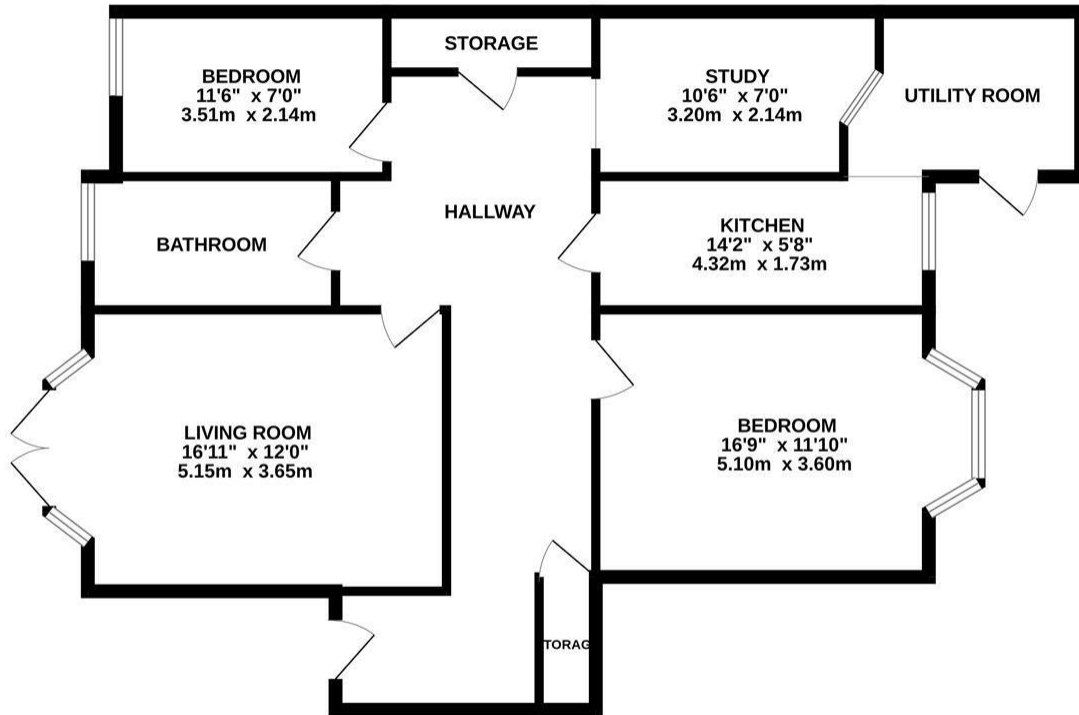 STORAGE
BEDROOM
11'6" x 7'0"
3.51m x 2.14m
STUDY
10'6" x 7'0"
3.20m x 2.14m
UTILITY ROOM
HALLWAY
BATHROOM
KITCHEN
14'2" x 5'8"
4.32m x 1.73m
LIVING ROOM
16'11" x 12'0"
5.15m x 3.65m
BEDROOM
16'9" x 11'10"
5.10m x 3.60m
TORAG